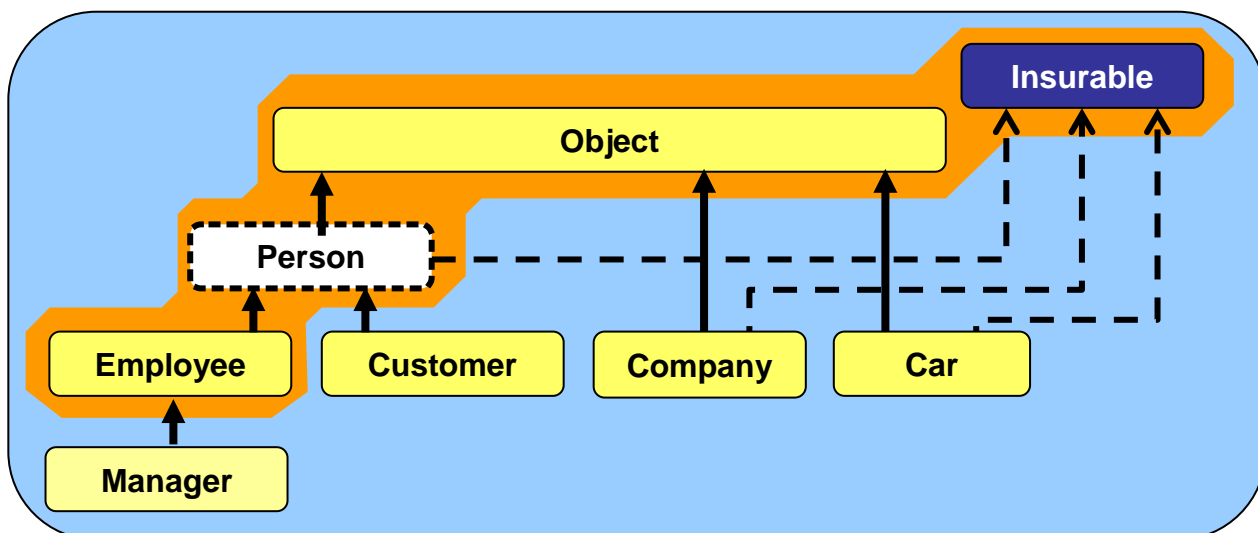 Insurable
Object
Person
Employee
Customer
Company
Car
Manager